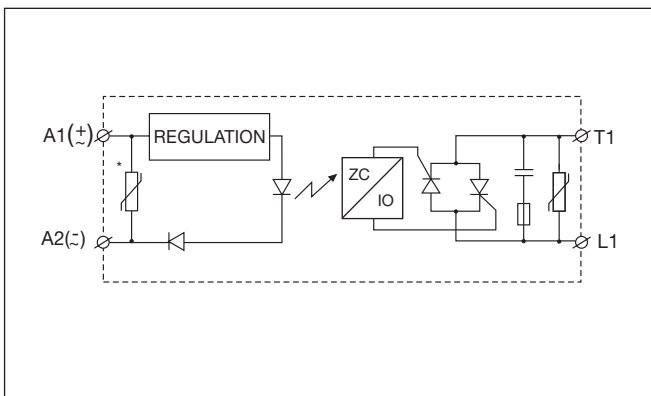 A1(+~)
REGULATION
T1
*
ZC
IO
A2(-~)
L1